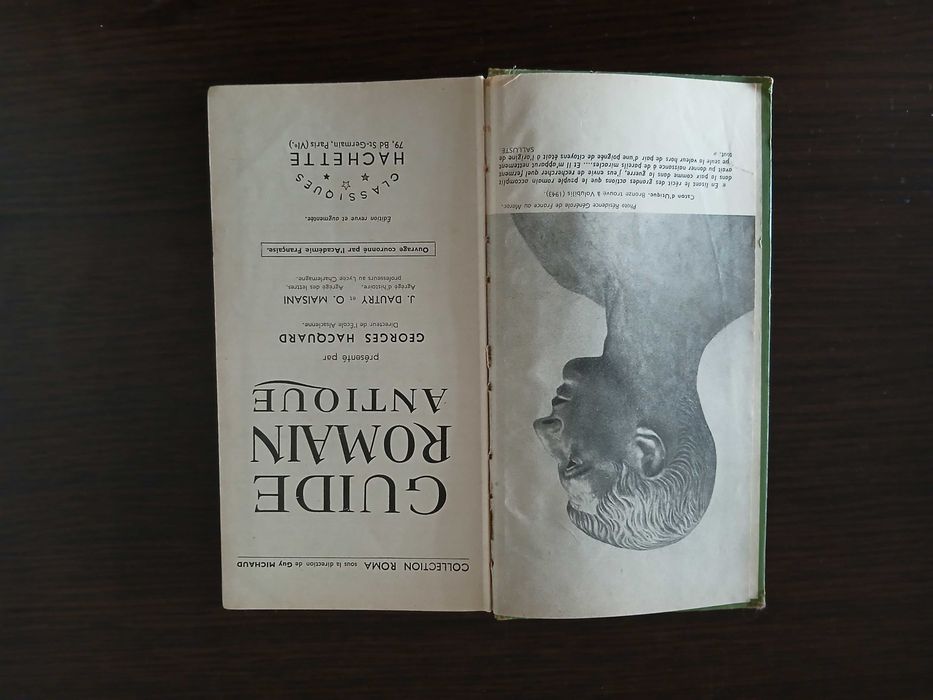 Photo Résidence Générale de France au Maroc.
Caton d'Utique. Bronze trouvé à Volubilis (1943)
« En lisant le récit des grandes actions que le peuple romain accomplit
dans la paix comme dans la guerre, j'eus envie de rechercher quel ferment
avait pu donner naissance à de pareils miracles.... Et il m'apparut nettement
que seule la valeur hors de pair d'une poignée de citoyens était à l'origine de
tout. »
SALLUSTE
COLLECTION ROMA sous la direction de Guy MICHAUD
GUIDE
ROMAIN
ANTIQUE
présenté par
GEORGES HACQUARD
Directeur de l'École Alsacienne.
J. DAUTRY et O. MAISANI
Agrégé d'histoire. Agrégé des lettres.
professeurs au Lycée Charlemagne.
Ouvrage couronné par l'Académie Française.
Édition revue et augmentée.
CLASSIQUES
HACHETTE
79, Bd St-Germain, Paris (VIe)